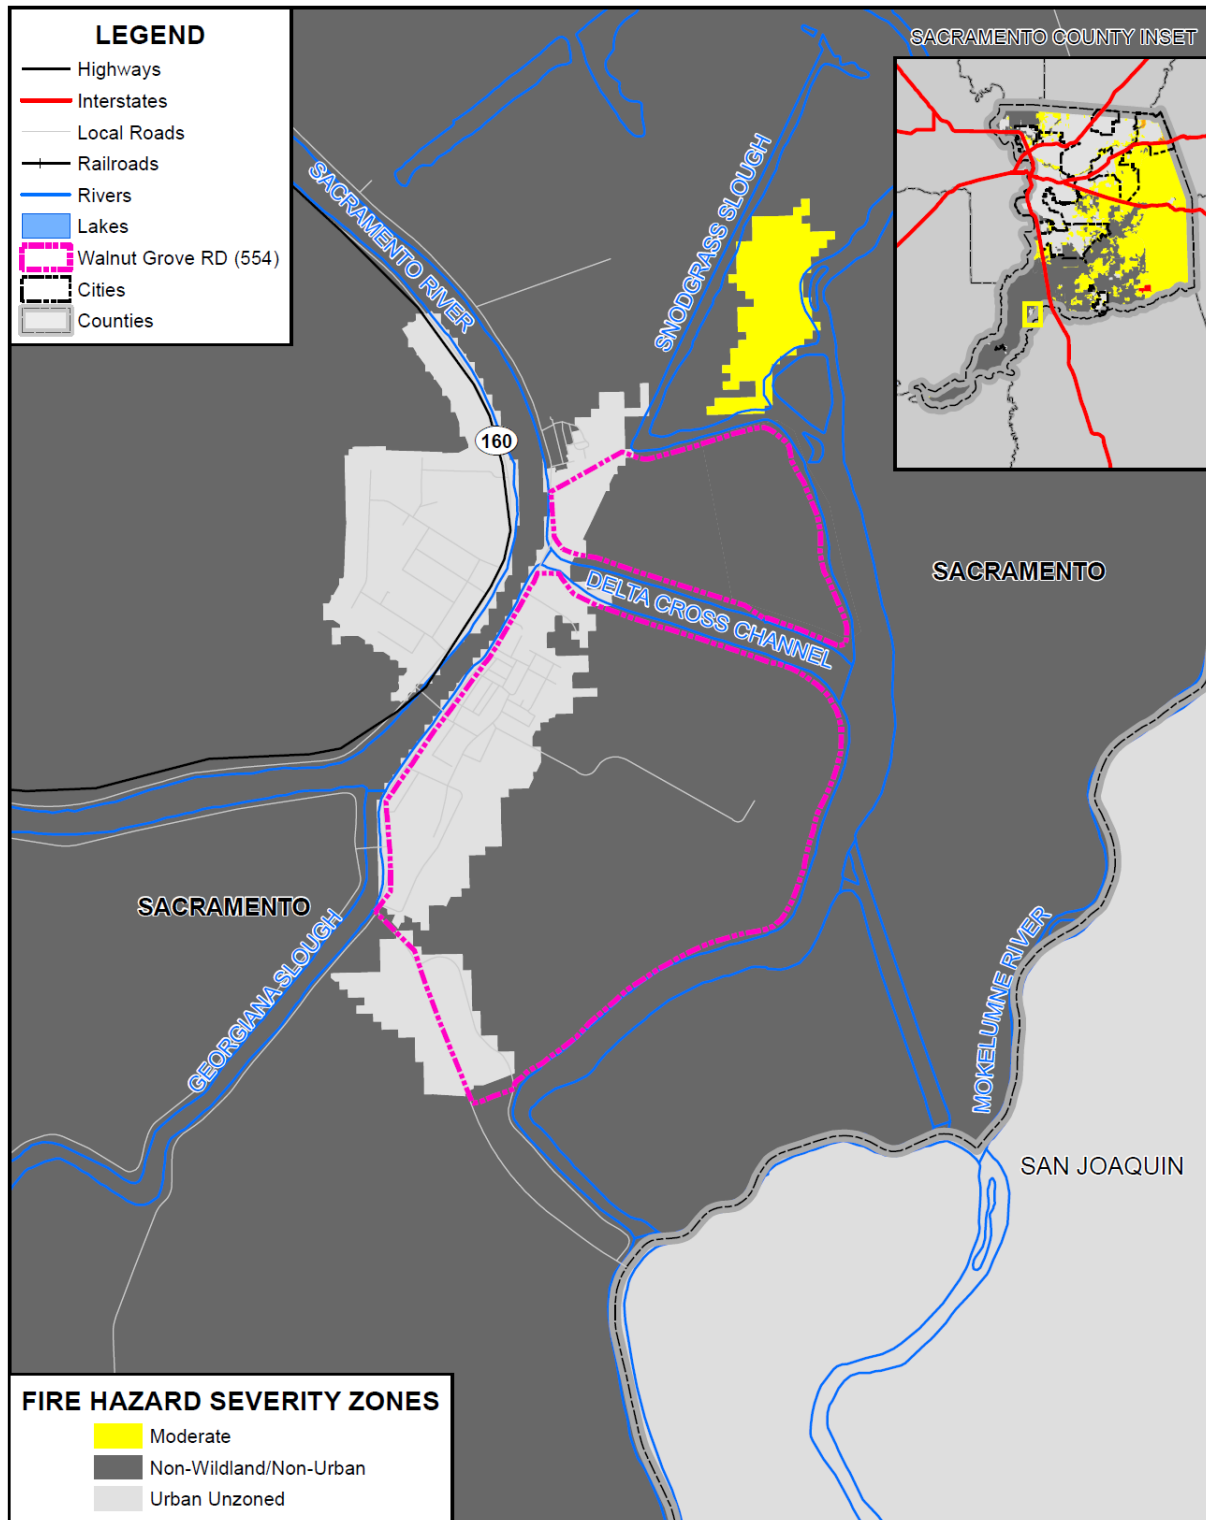 LEGEND
Highways
Interstates
Local Roads
Railroads
Rivers
Lakes
Walnut Grove RD (554)
Cities
Counties
SACRAMENTO COUNTY INSET
SACRAMENTO RIVER
SNODGRASS SLOUGH
160
DELTA CROSS CHANNEL
SACRAMENTO
SACRAMENTO
GEORGIANA SLOUGH
MOKELUMNE RIVER
SAN JOAQUIN
FIRE HAZARD SEVERITY ZONES
Moderate
Non-Wildland/Non-Urban
Urban Unzoned